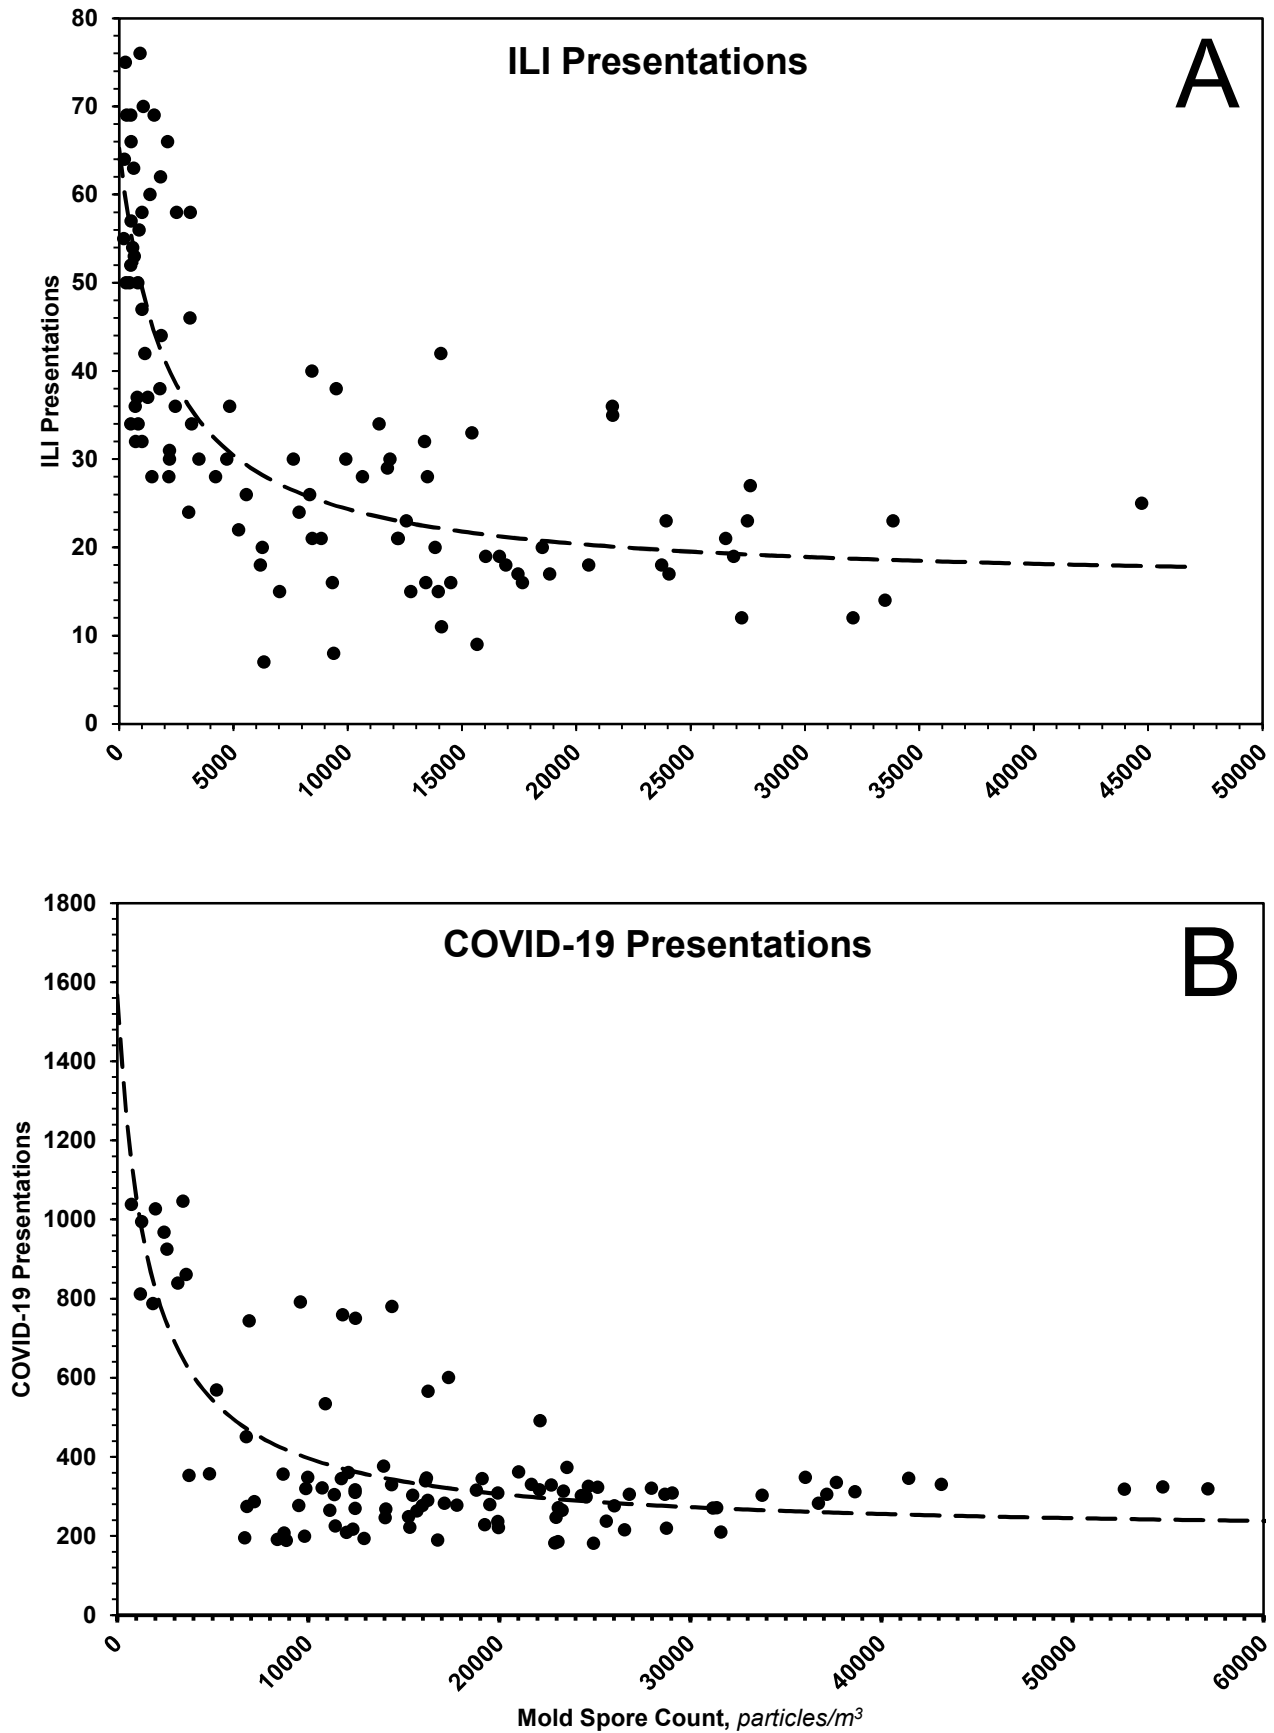 ILI Presentations
A
ILI Presentations
80
70
60
50
40
30
20
10
0
0 5000 10000 15000 20000 25000 30000 35000 40000 45000 50000
COVID-19 Presentations
B
COVID-19 Presentations
1800
1600
1400
1200
1000
800
600
400
200
0
0 10000 20000 30000 40000 50000 60000
Mold Spore Count, particles/m³